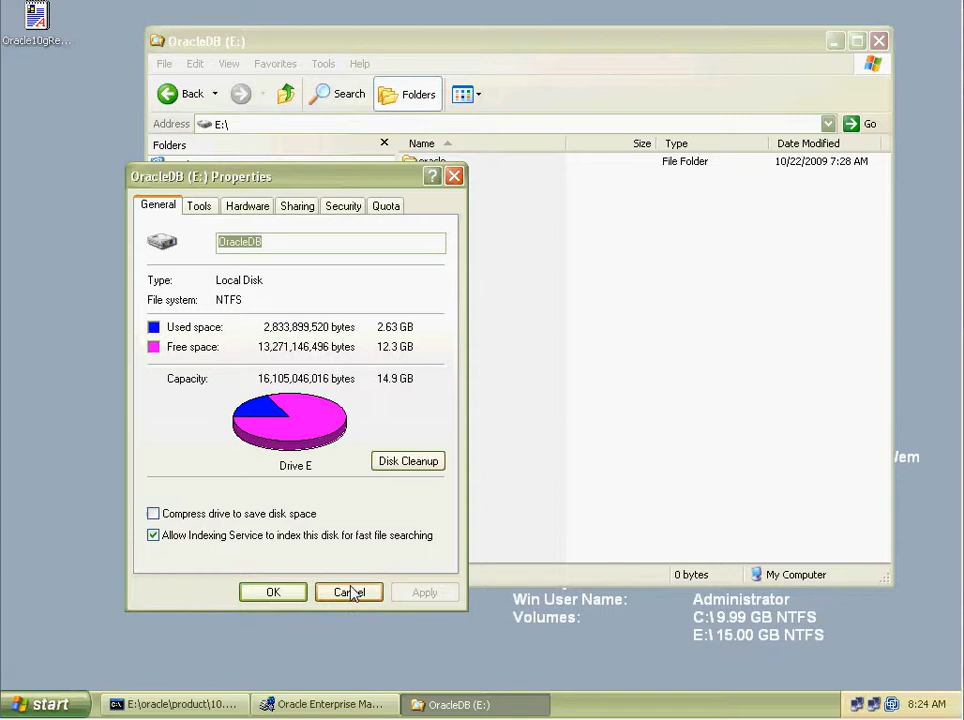 Oracle10gRe...
OracleDB (E:)
File Edit View Favorites Tools Help
Back Search Folders
Address E:\ Go
Folders
Name Size Type Date Modified
oracle File Folder 10/22/2009 7:28 AM
OracleDB (E:) Properties
General Tools Hardware Sharing Security Quota
OracleDB
Type: Local Disk
File system: NTFS
Used space: 2,833,899,520 bytes 2.63 GB
Free space: 13,271,146,496 bytes 12.3 GB
Capacity: 16,105,046,016 bytes 14.9 GB
Drive E
Disk Cleanup
Compress drive to save disk space
Allow Indexing Service to index this disk for fast file searching
OK Cancel Apply
0 bytes My Computer
Win User Name: Administrator
Volumes: C:\ 9.99 GB NTFS
E:\ 15.00 GB NTFS
start E:\oracle\product\10.... Oracle Enterprise Ma... OracleDB (E:) 8:24 AM